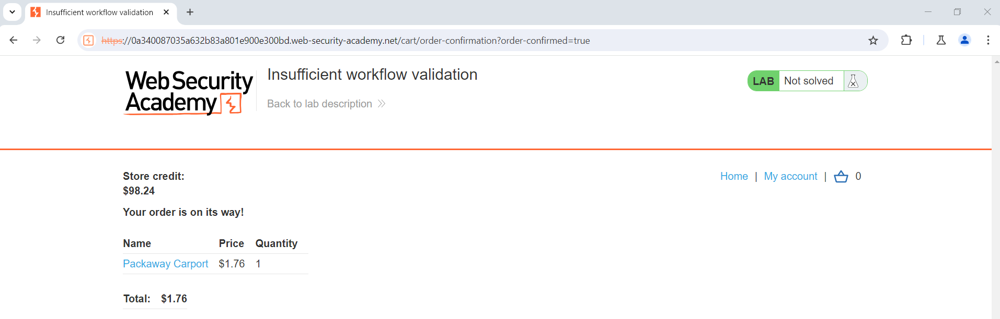 Insufficient workflow validation
https://0a340087035a632b83a801e900e300bd.web-security-academy.net/cart/order-confirmation?order-confirmed=true
Web Security
Academy
Insufficient workflow validation
Back to lab description
LAB Not solved
Store credit:
$98.24
Home | My account | 0
Your order is on its way!
Name Price Quantity
Packaway Carport $1.76 1
Total: $1.76